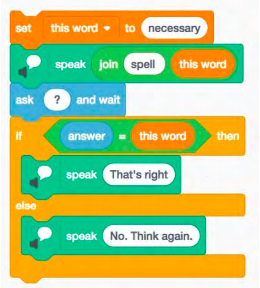 set this word to necessary
speak join spell this word
ask ? and wait
if answer = this word then
speak That's right
else
speak No. Think again.